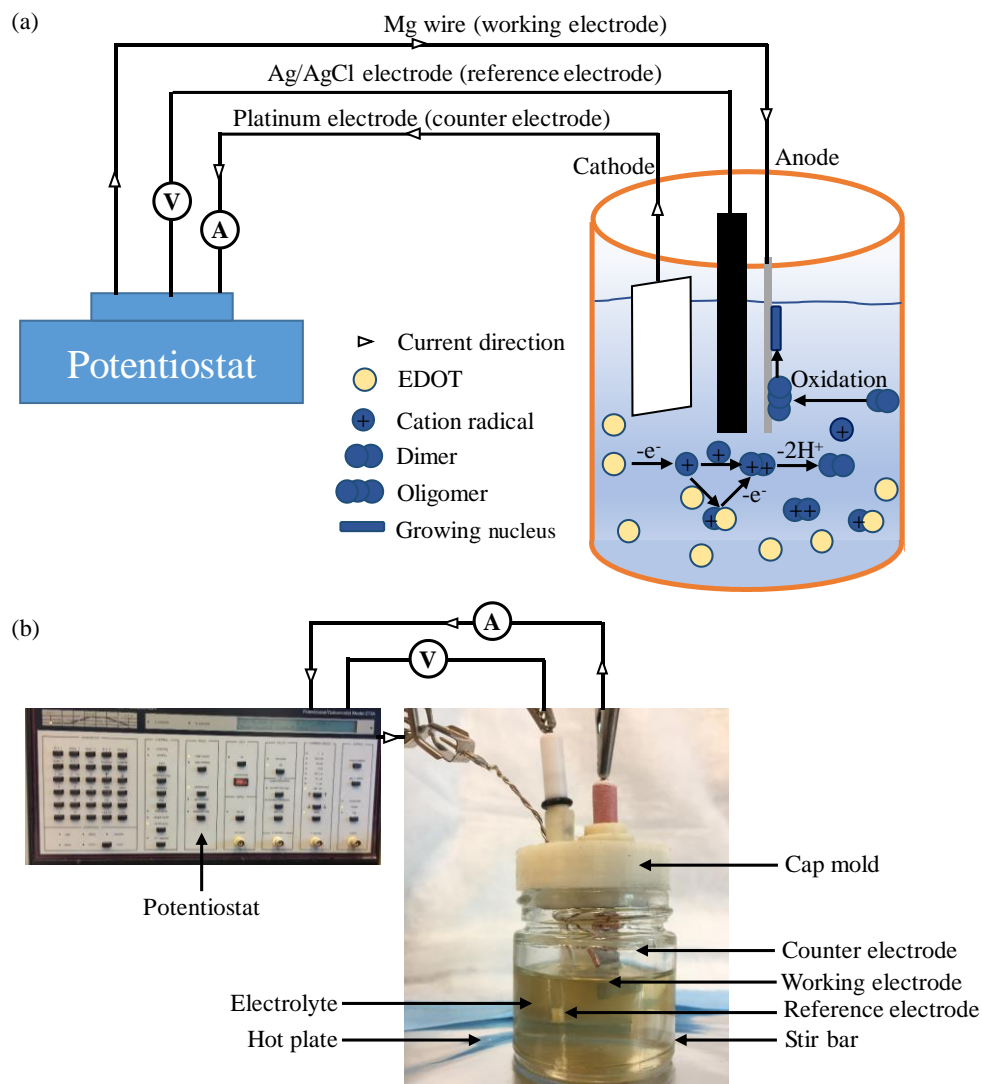 (a)
Mg wire (working electrode)
Ag/AgCl electrode (reference electrode)
Platinum electrode (counter electrode)
Cathode
Anode
V
A
Potentiostat
Current direction
EDOT
+ Cation radical
Dimer
Oligomer
Growing nucleus
Oxidation
+
-e-
+
+
++
-2H+
-e-
+
++
+
(b)
A
V
Potentiostat
Cap mold
Counter electrode
Working electrode
Reference electrode
Stir bar
Electrolyte
Hot plate